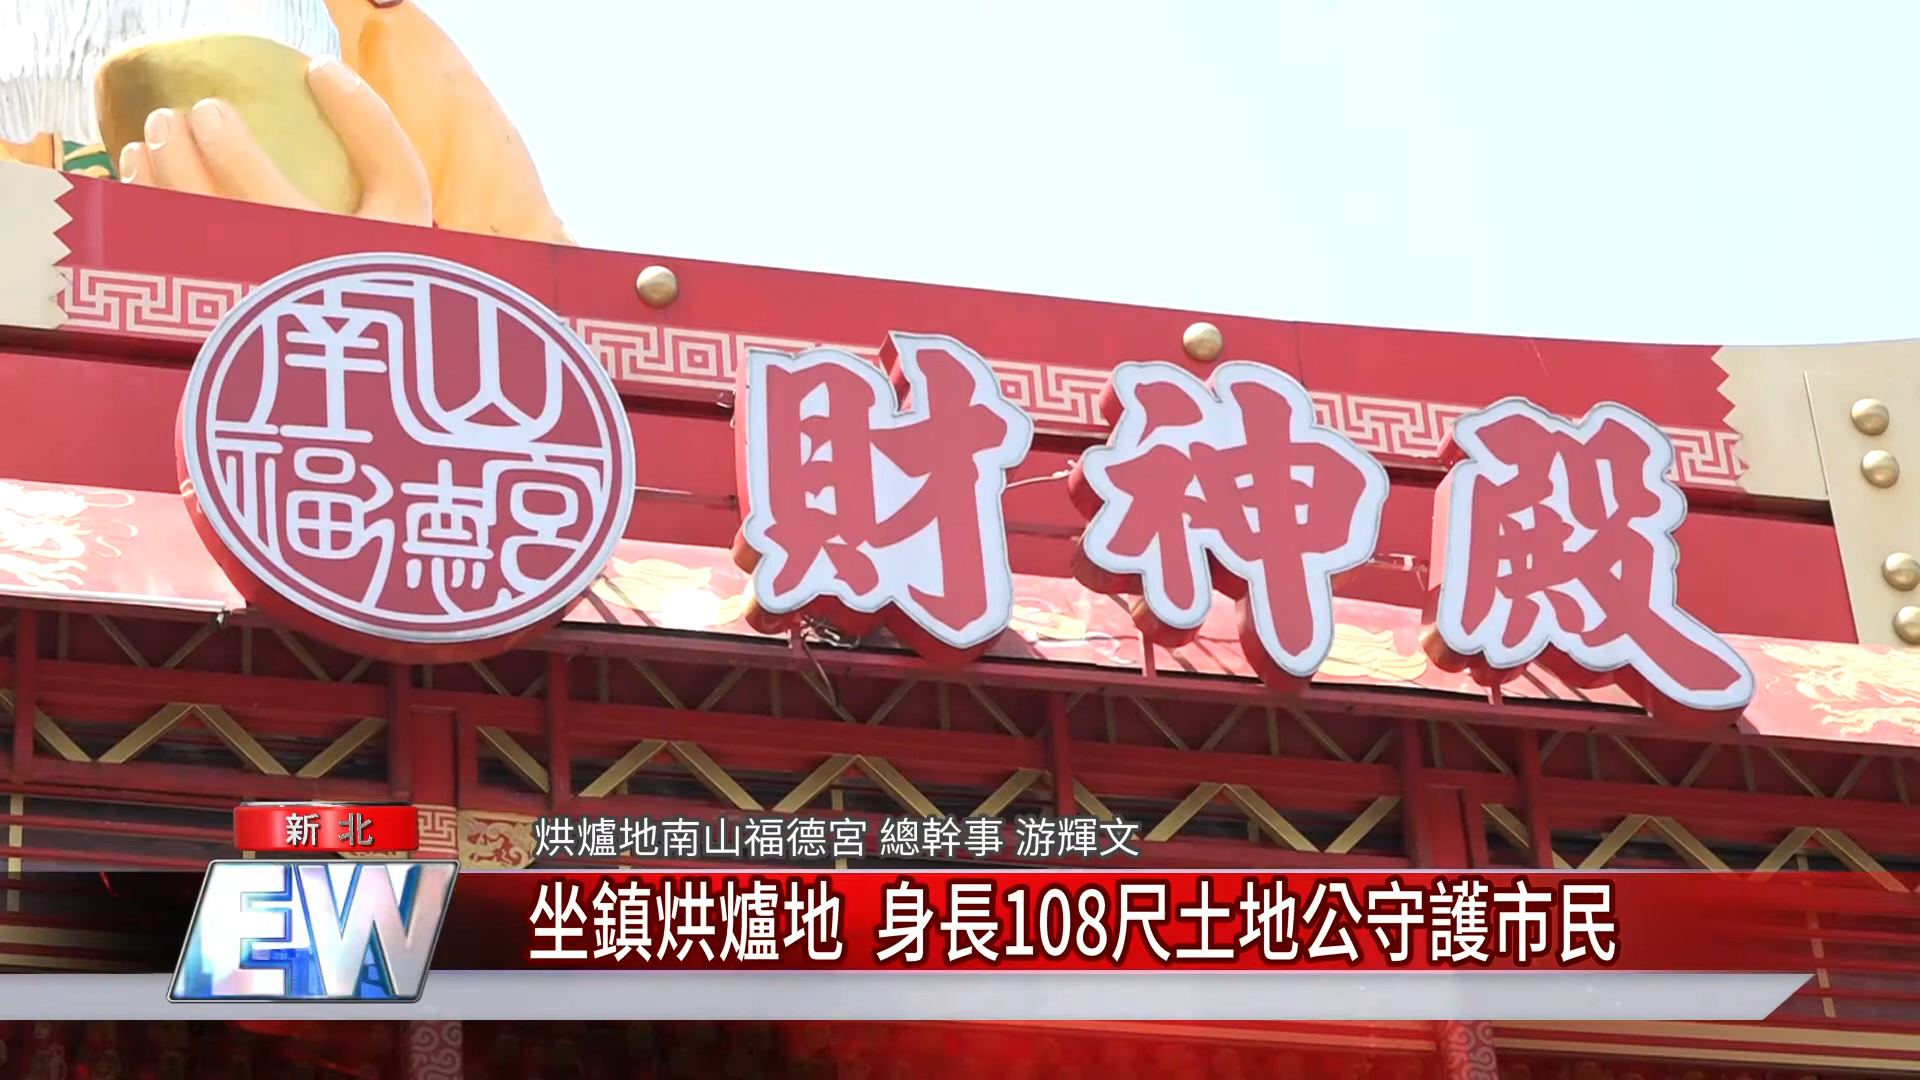 南山
福德宮
財神殿
新北
烘爐地南山福德宮 總幹事 游輝文
EW
坐鎮烘爐地 身長108尺土地公守護市民